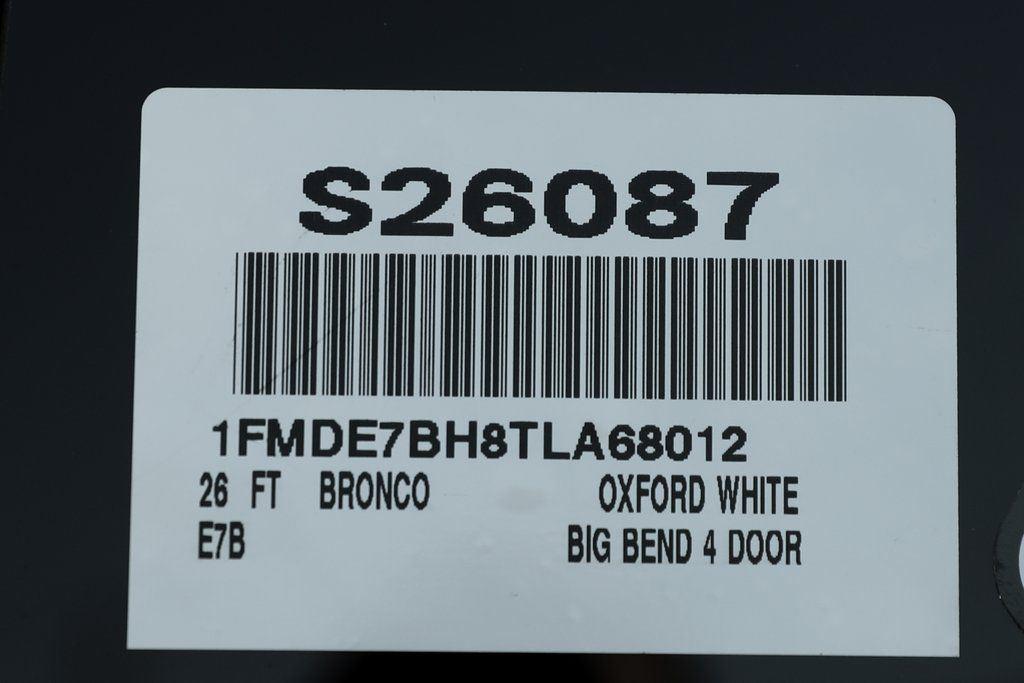 S26087
1FMDE7BH8TLA68012
26 FT BRONCO OXFORD WHITE
E7B BIG BEND 4 DOOR